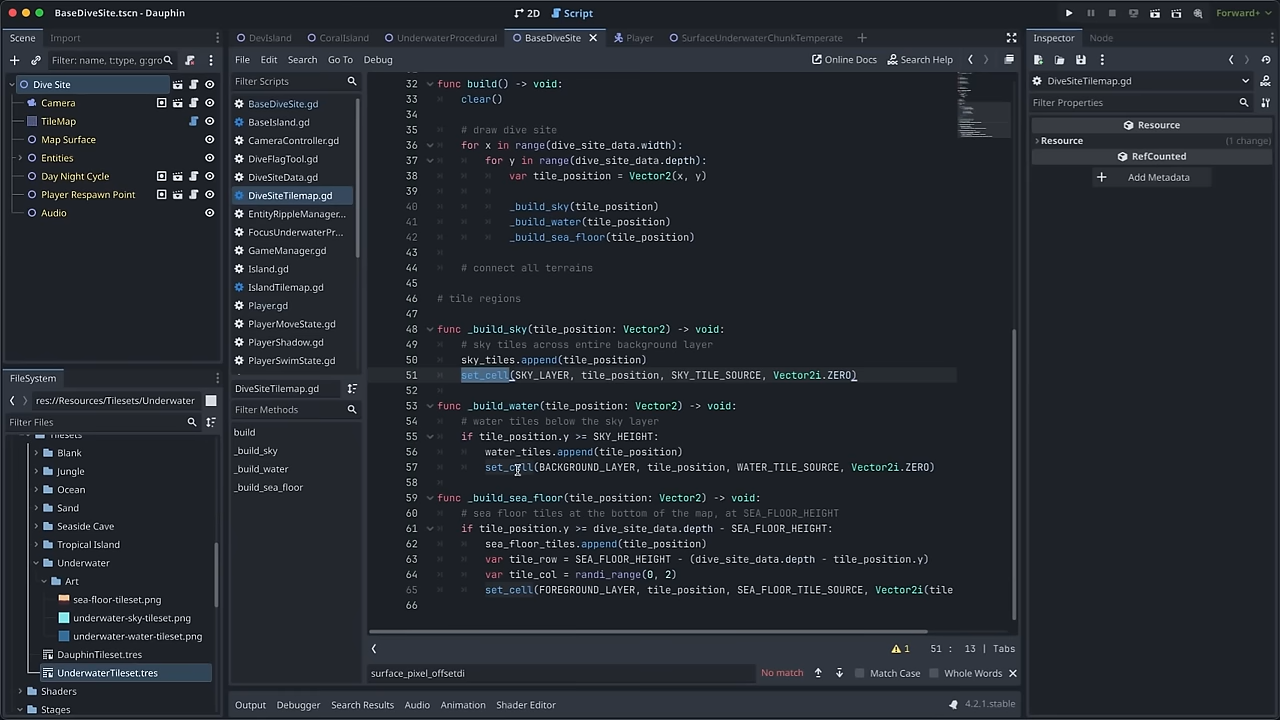 BaseDiveSite.tscn - Dauphin
2D
Script
Forward+
Scene
Import
Filter: name, t:type, g:gro
Dive Site
Camera
TileMap
Map Surface
Entities
Day Night Cycle
Player Respawn Point
Audio
FileSystem
res://Resources/Tilesets/Underwater
Filter Files
Tilesets
Blank
Jungle
Ocean
Sand
Seaside Cave
Tropical Island
Underwater
Art
sea-floor-tileset.png
underwater-sky-tileset.png
underwater-water-tileset.png
DauphinTileset.tres
UnderwaterTileset.tres
Shaders
Stages
DevIsland
CoralIsland
UnderwaterProcedural
BaseDiveSite
Player
SurfaceUnderwaterChunkTemperate
File
Edit
Search
Go To
Debug
Online Docs
Search Help
Filter Scripts
BaseDiveSite.gd
BaseIsland.gd
CameraController.gd
DiveFlagTool.gd
DiveSiteData.gd
DiveSiteTilemap.gd
EntityRippleManager...
FocusUnderwaterPr...
GameManager.gd
Island.gd
IslandTilemap.gd
Player.gd
PlayerMoveState.gd
PlayerShadow.gd
PlayerSwimState.gd
DiveSiteTilemap.gd
Filter Methods
build
_build_sky
_build_water
_build_sea_floor
32 func build() -> void:
33 clear()
34
35 # draw dive site
36 for x in range(dive_site_data.width):
37 for y in range(dive_site_data.depth):
38 var tile_position = Vector2(x, y)
39
40 _build_sky(tile_position)
41 _build_water(tile_position)
42 _build_sea_floor(tile_position)
43
44 # connect all terrains
45
46 # tile regions
47
48 func _build_sky(tile_position: Vector2) -> void:
49 # sky tiles across entire background layer
50 sky_tiles.append(tile_position)
51 set_cell(SKY_LAYER, tile_position, SKY_TILE_SOURCE, Vector2i.ZERO)
52
53 func _build_water(tile_position: Vector2) -> void:
54 # water tiles below the sky layer
55 if tile_position.y >= SKY_HEIGHT:
56 water_tiles.append(tile_position)
57 set_cell(BACKGROUND_LAYER, tile_position, WATER_TILE_SOURCE, Vector2i.ZERO)
58
59 func _build_sea_floor(tile_position: Vector2) -> void:
60 # sea floor tiles at the bottom of the map, at SEA_FLOOR_HEIGHT
61 if tile_position.y >= dive_site_data.depth - SEA_FLOOR_HEIGHT:
62 sea_floor_tiles.append(tile_position)
63 var tile_row = SEA_FLOOR_HEIGHT - (dive_site_data.depth - tile_position.y)
64 var tile_col = randi_range(0, 2)
65 set_cell(FOREGROUND_LAYER, tile_position, SEA_FLOOR_TILE_SOURCE, Vector2i(tile
66
1 51 : 13 | Tabs
surface_pixel_offsetdi
No match
Match Case
Whole Words
Output
Debugger
Search Results
Audio
Animation
Shader Editor
4.2.1.stable
Inspector
Node
DiveSiteTilemap.gd
Filter Properties
Resource
Resource
(1 change)
RefCounted
Add Metadata